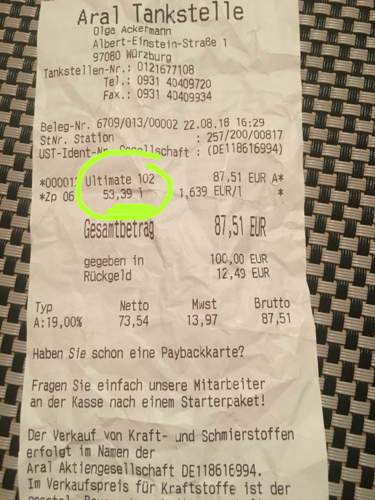 Aral Tankstelle
Olga Ackermann
Albert-Einstein-Straße 1
97080 Würzburg
Tankstellen-Nr.: 0121677108
Tel.: 0931 40409720
Fax.: 0931 40409934
Beleg-Nr. 6709/013/00002 22.08.18 16:29
StNr. Station : 257/200/00817
UST-Ident-Nr. Gesellschaft : (DE118616994)
Ultimate 102 87,51 EUR A*
*Zp 06 53,39 l 1,639 EUR/l *
Gesamtbetrag 87,51 EUR
gegeben in 100,00 EUR
Rückgeld 12,49 EUR
Typ Netto Mwst Brutto
A:19,00% 73,54 13,97 87,51
Haben Sie schon eine Paybackkarte?
Fragen Sie einfach unsere Mitarbeiter
an der Kasse nach einem Starterpaket!
Der Verkauf von Kraft- und Schmierstoffen
erfolgt im Namen der
Aral Aktiengesellschaft DE118616994.
Im Verkaufspreis für Kraftstoffe ist der